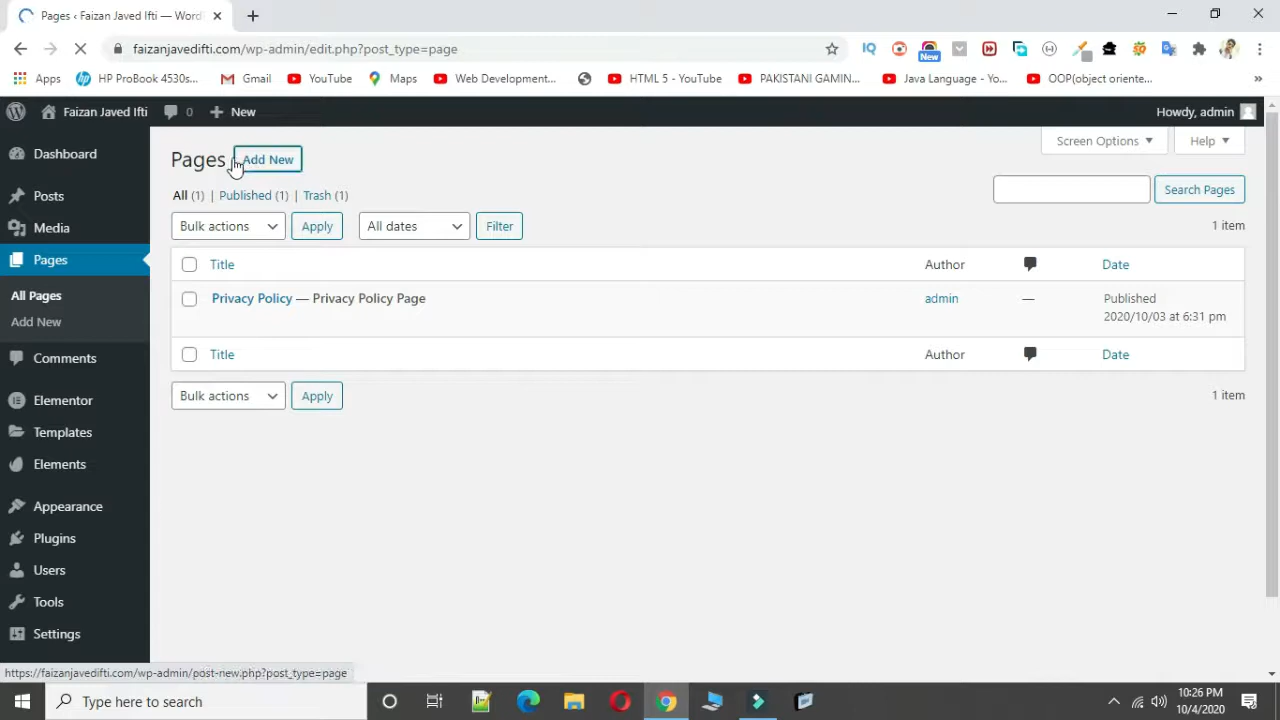 Pages ‹ Faizan Javed Ifti — Word
faizanjavedifti.com/wp-admin/edit.php?post_type=page
New
Apps
HP ProBook 4530s...
Gmail
YouTube
Maps
Web Development...
HTML 5 - YouTube
PAKISTANI GAMIN...
Java Language - Yo...
OOP(object oriente...
»
Faizan Javed Ifti
0
New
Howdy, admin
Dashboard
Posts
Media
Pages
All Pages
Add New
Comments
Elementor
Templates
Elements
Appearance
Plugins
Users
Tools
Settings
Pages
Add New
Screen Options
Help
All (1) | Published (1) | Trash (1)
Search Pages
Bulk actions
Apply
All dates
Filter
1 item
Title
Author
Date
Privacy Policy — Privacy Policy Page
admin
—
Published
2020/10/03 at 6:31 pm
Title
Author
Date
Bulk actions
Apply
1 item
https://faizanjavedifti.com/wp-admin/post-new.php?post_type=page
Type here to search
10:26 PM
10/4/2020